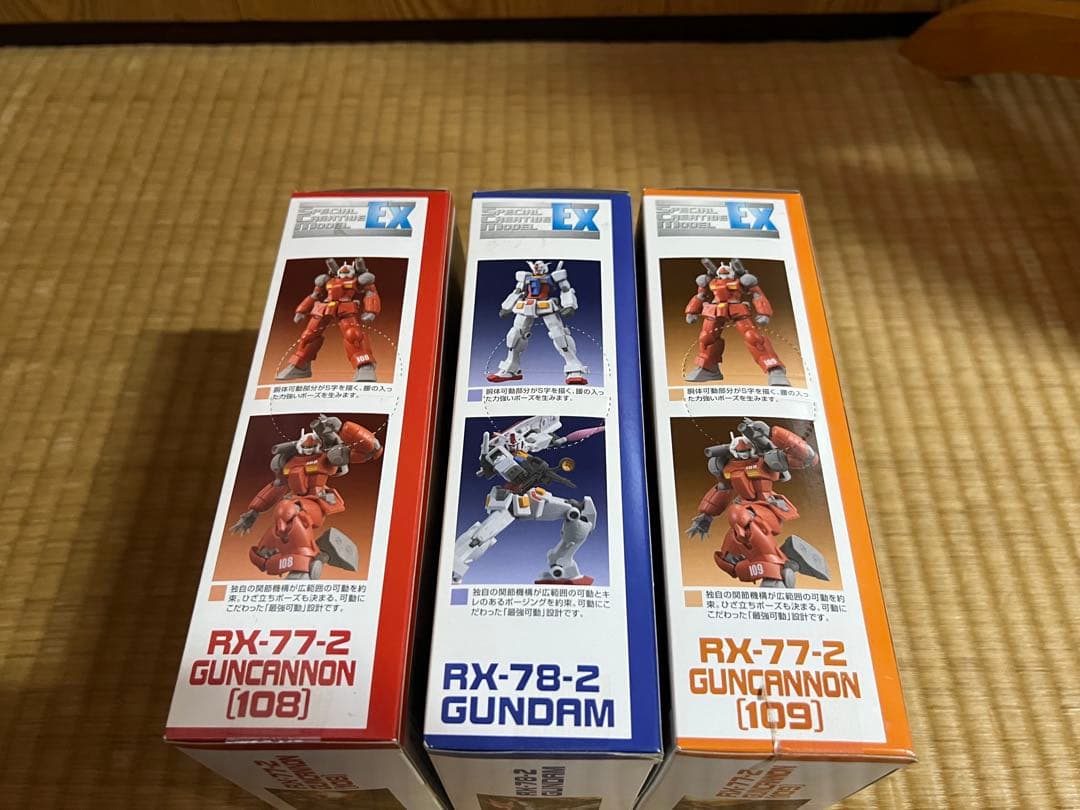 SPECIAL
CREATIVE
MODEL
EX
108
胴体可動部分がS字を描く、腰の入っ
た力強いポーズを生みます。
108
独自の関節機構が広範囲の可動を約
束。ひざ立ちポーズも決まる、可動に
こだわった「最強可動」設計です。
RX-77-2
GUNCANNON
[108]
SPECIAL
CREATIVE
MODEL
EX
胴体可動部分がS字を描く、腰の入っ
た力強いポーズを生みます。
独自の関節機構が広範囲の可動とキ
レのあるポージングを約束。可動にこ
だわった「最強可動」設計です。
RX-78-2
GUNDAM
RX-78-2
GUNDAM
SPECIAL
CREATIVE
MODEL
EX
109
胴体可動部分がS字を描く、腰の入っ
た力強いポーズを生みます。
109
独自の関節機構が広範囲の可動を約
束。ひざ立ちポーズも決まる、可動に
こだわった「最強可動」設計です。
RX-77-2
GUNCANNON
[109]